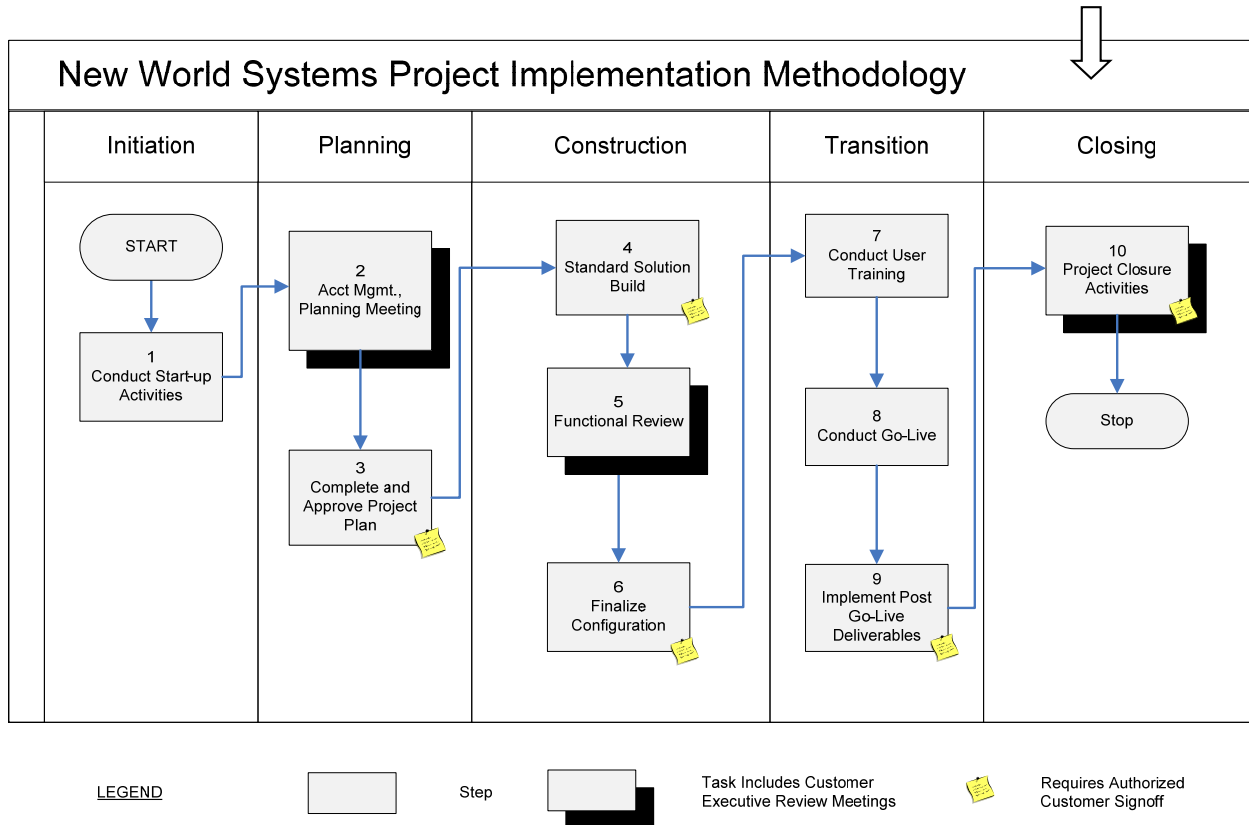 New World Systems Project Implementation Methodology
Initiation
Planning
Construction
Transition
Closing
START
1
Conduct Start-up
Activities
2
Acct Mgmt.,
Planning Meeting
3
Complete and
Approve Project
Plan
4
Standard Solution
Build
5
Functional Review
6
Finalize
Configuration
7
Conduct User
Training
8
Conduct Go-Live
9
Implement Post
Go-Live
Deliverables
10
Project Closure
Activities
Stop
LEGEND
Step
Task Includes Customer
Executive Review Meetings
Requires Authorized
Customer Signoff